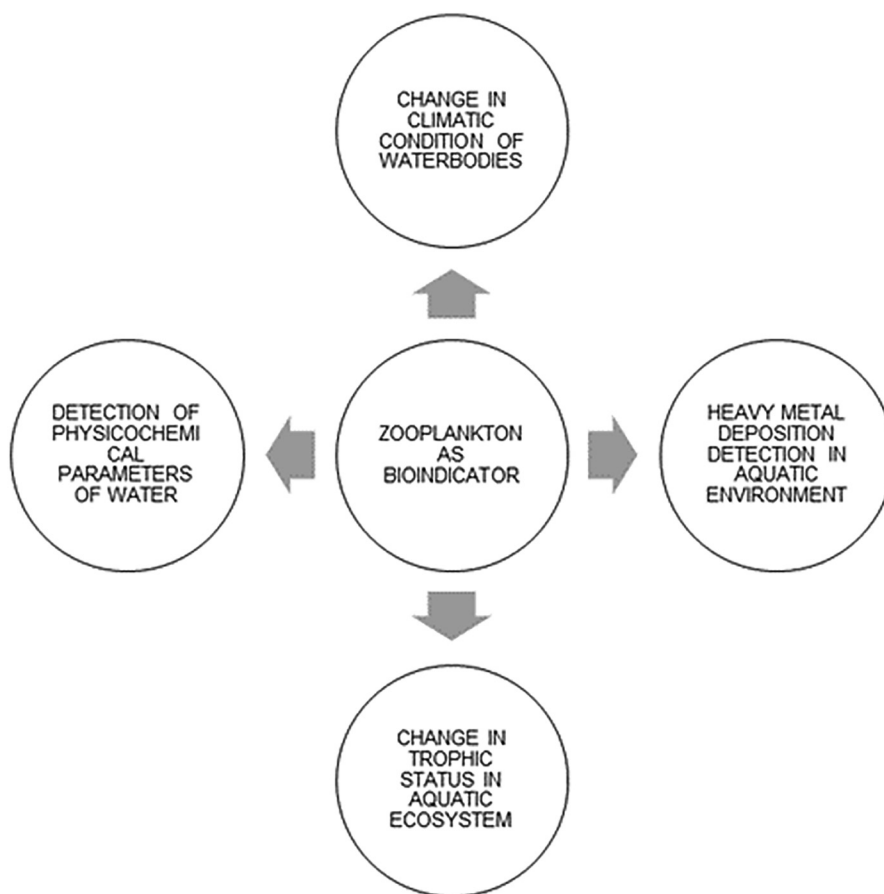 CHANGE IN
CLIMATIC
CONDITION OF
WATERBODIES
DETECTION OF
PHYSICOCHEMI
CAL
PARAMETERS
OF WATER
ZOOPLANKTON
AS
BIOINDICATOR
HEAVY METAL
DEPOSITION
DETECTION IN
AQUATIC
ENVIRONMENT
CHANGE IN
TROPHIC
STATUS IN
AQUATIC
ECOSYSTEM